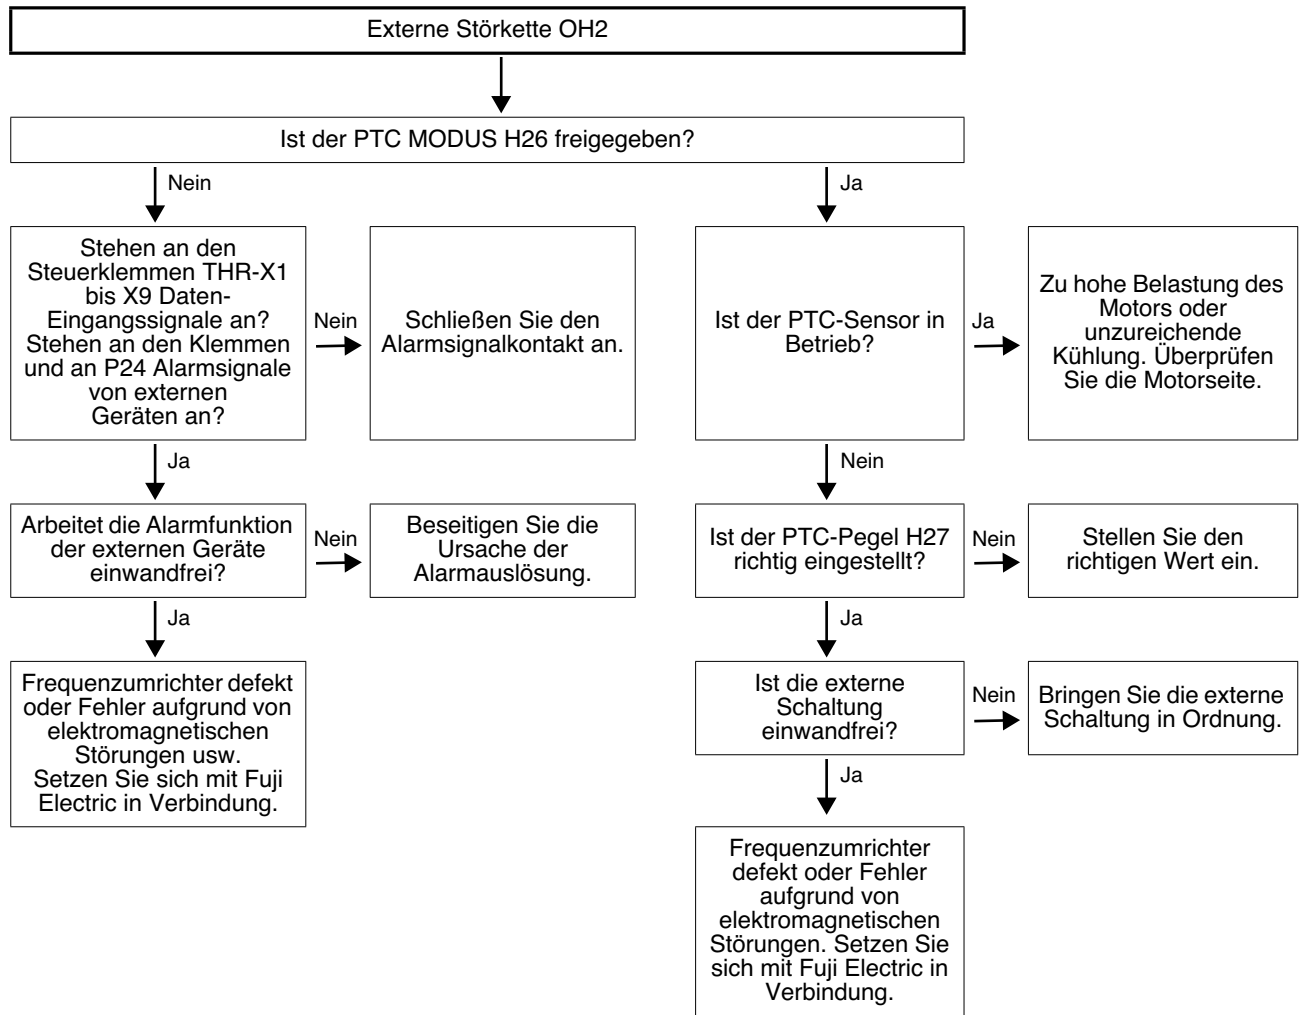 Externe Störkette OH2
Ist der PTC MODUS H26 freigegeben?
Nein
Ja
Stehen an den
Steuerklemmen THR-X1
bis X9 Daten-
Eingangssignale an?
Stehen an den Klemmen
und an P24 Alarmsignale
von externen
Geräten an?
Nein
Schließen Sie den
Alarmsignalkontakt an.
Ist der PTC-Sensor in
Betrieb?
Ja
Zu hohe Belastung des
Motors oder
unzureichende
Kühlung. Überprüfen
Sie die Motorseite.
Ja
Nein
Arbeitet die Alarmfunktion
der externen Geräte
einwandfrei?
Nein
Beseitigen Sie die
Ursache der
Alarmauslösung.
Ist der PTC-Pegel H27
richtig eingestellt?
Nein
Stellen Sie den
richtigen Wert ein.
Ja
Ja
Frequenzumrichter defekt
oder Fehler aufgrund von
elektromagnetischen
Störungen usw.
Setzen Sie sich mit Fuji
Electric in Verbindung.
Ist die externe
Schaltung
einwandfrei?
Nein
Bringen Sie die externe
Schaltung in Ordnung.
Ja
Frequenzumrichter
defekt oder Fehler
aufgrund von
elektromagnetischen
Störungen. Setzen Sie
sich mit Fuji Electric in
Verbindung.